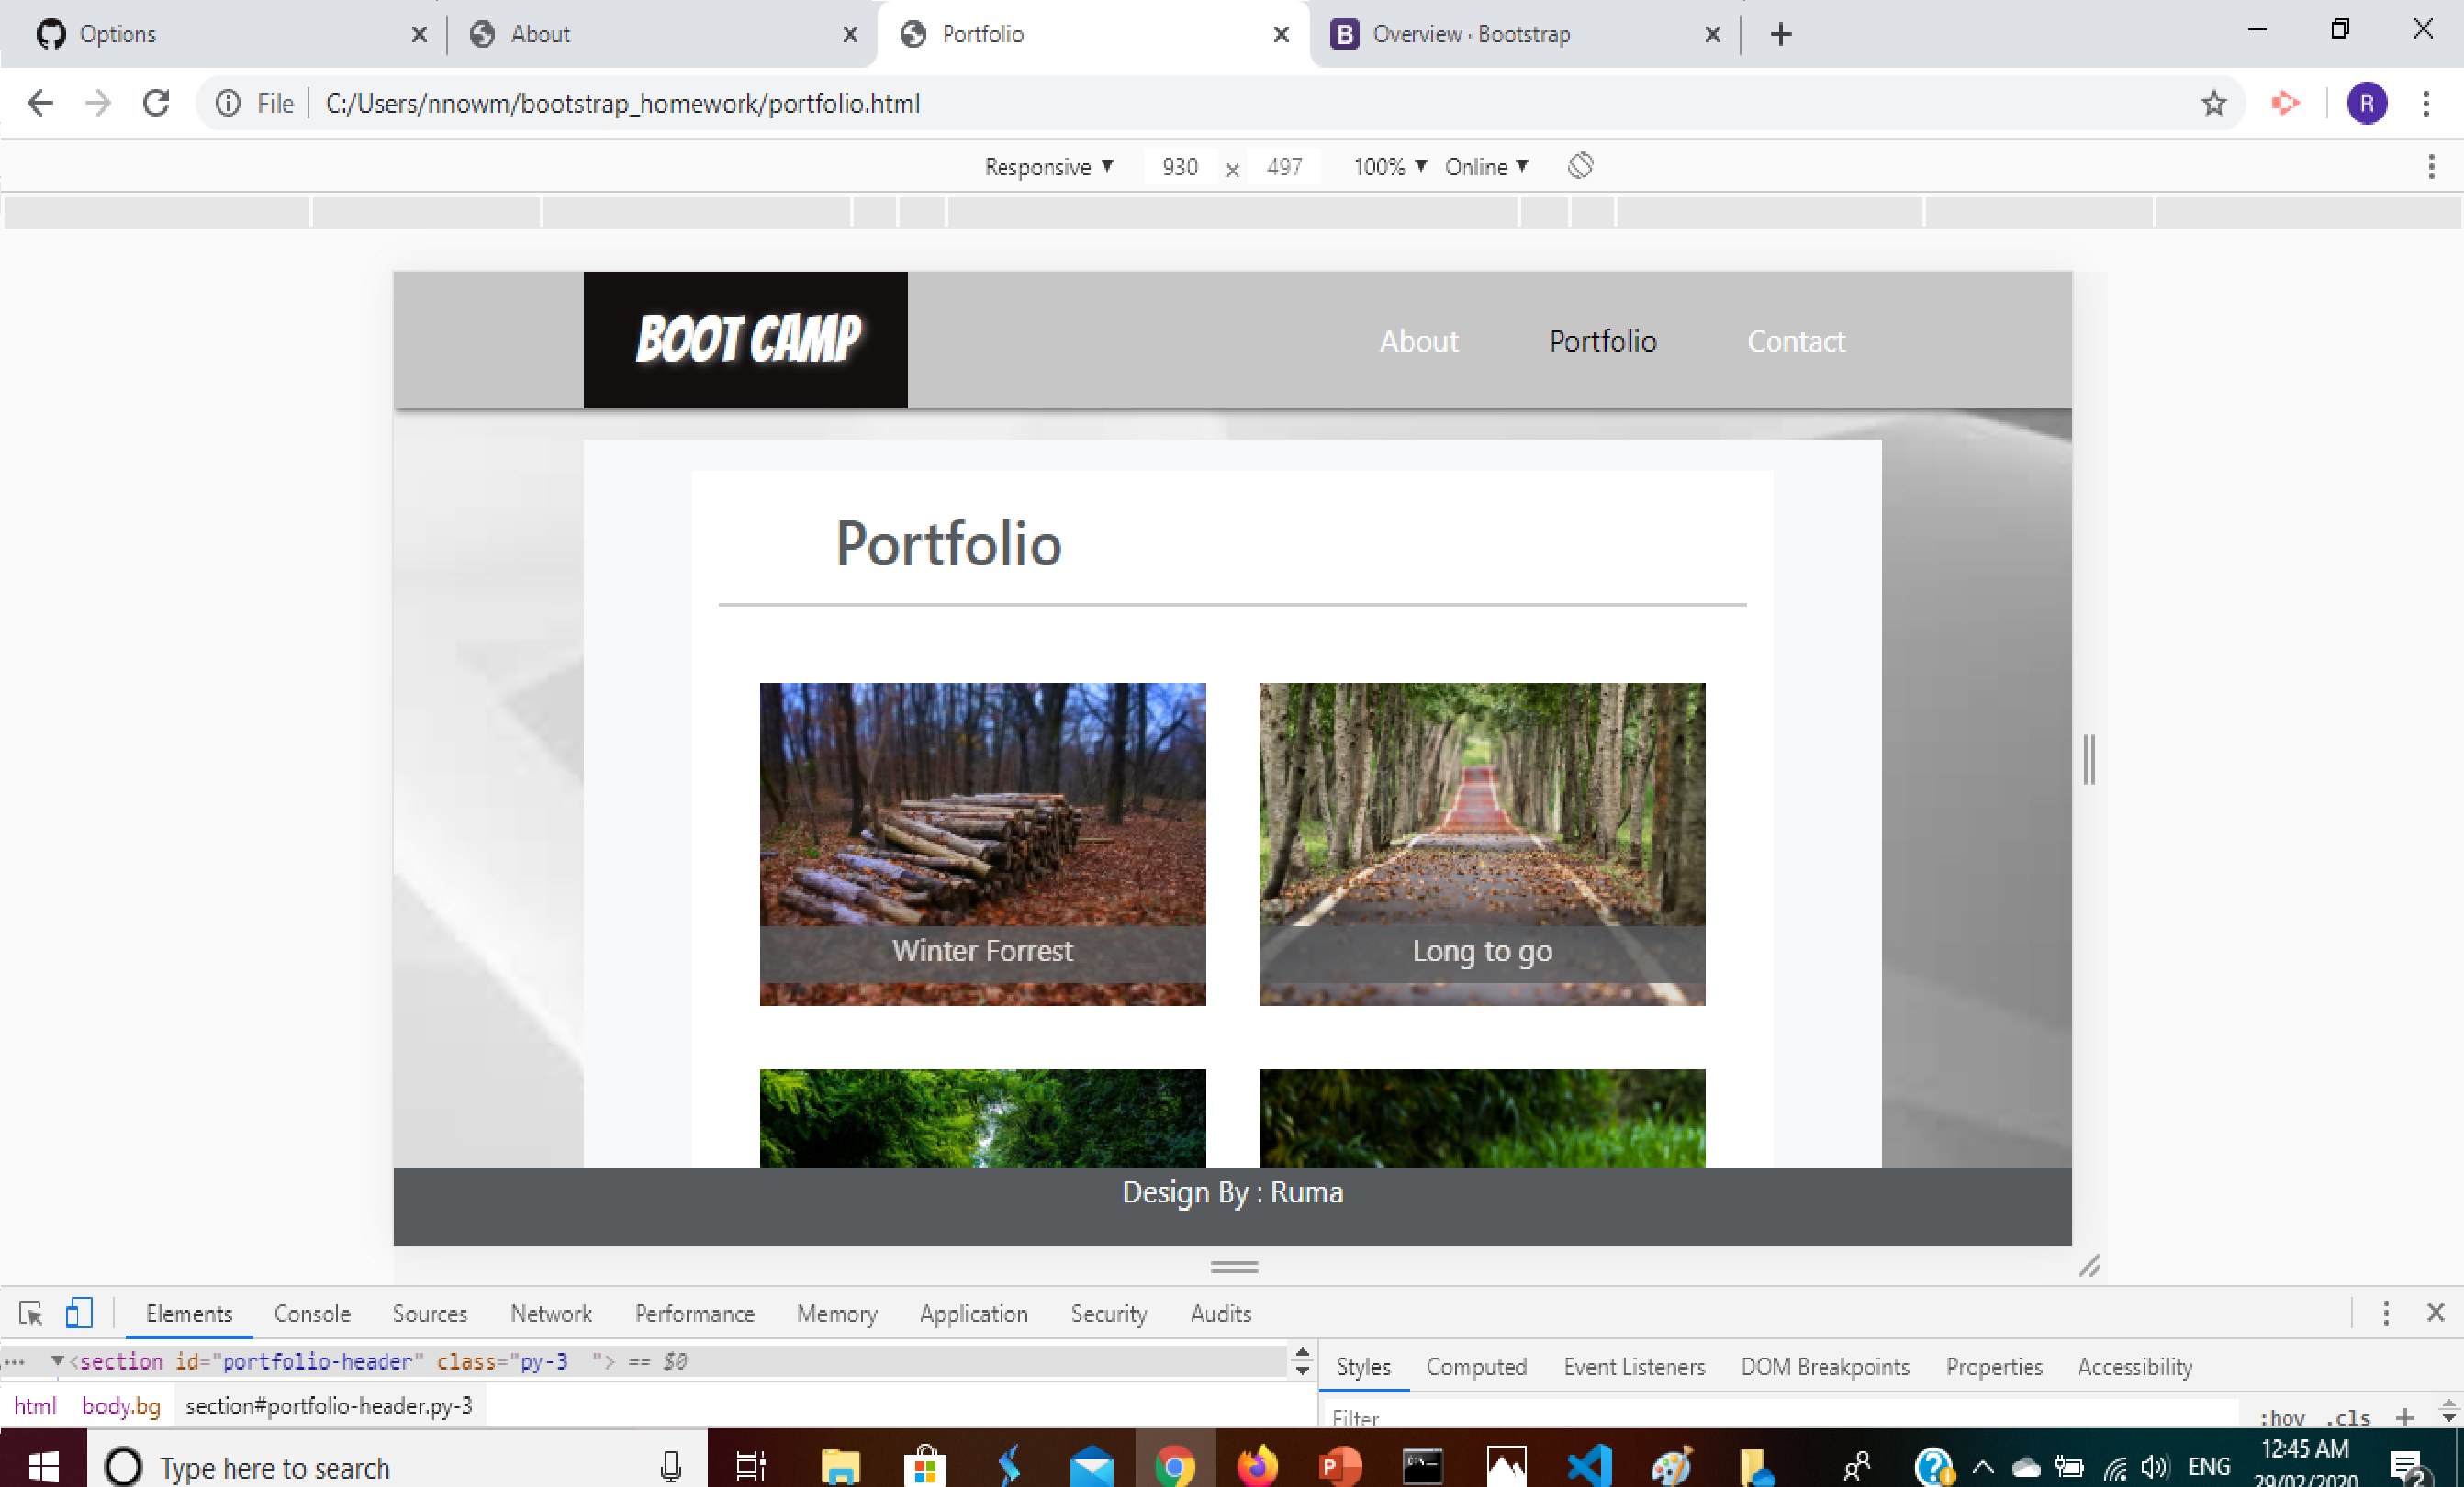 Options
About
Portfolio
Overview · Bootstrap
File
C:/Users/nnowm/bootstrap_homework/portfolio.html
R
Responsive ▼ 930 x 497 100% ▼ Online ▼
BOOT CAMP
About Portfolio Contact
Portfolio
Winter Forrest
Long to go
Design By : Ruma
Elements Console Sources Network Performance Memory Application Security Audits
... ▼<section id="portfolio-header" class="py-3  "> == $0
html body.bg section#portfolio-header.py-3
Styles Computed Event Listeners DOM Breakpoints Properties Accessibility
Filter :hov .cls +
Type here to search
ENG
12:45 AM
29/02/2020
2